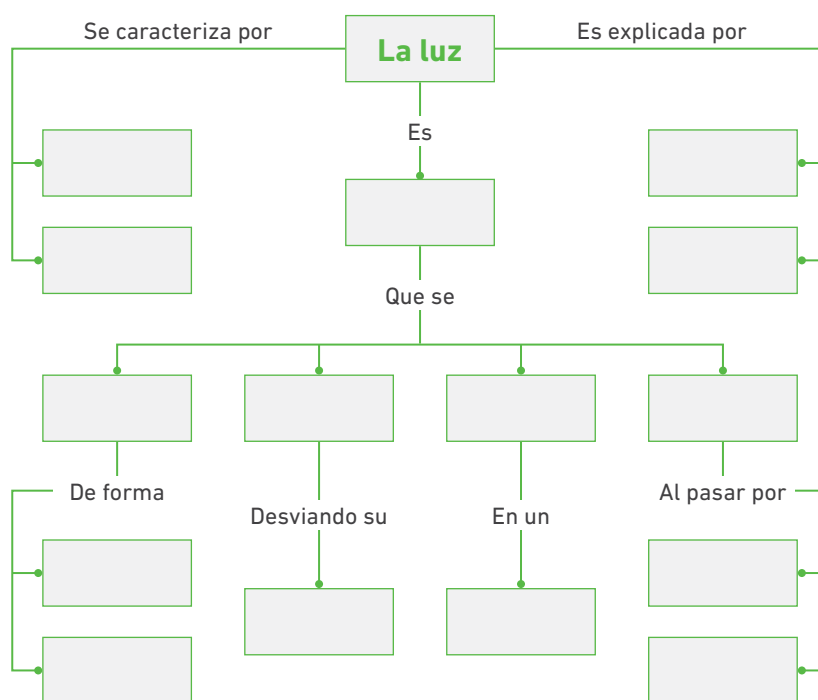 Se caracteriza por
La luz
Es explicada por
Es
Que se
De forma
Desviando su
En un
Al pasar por